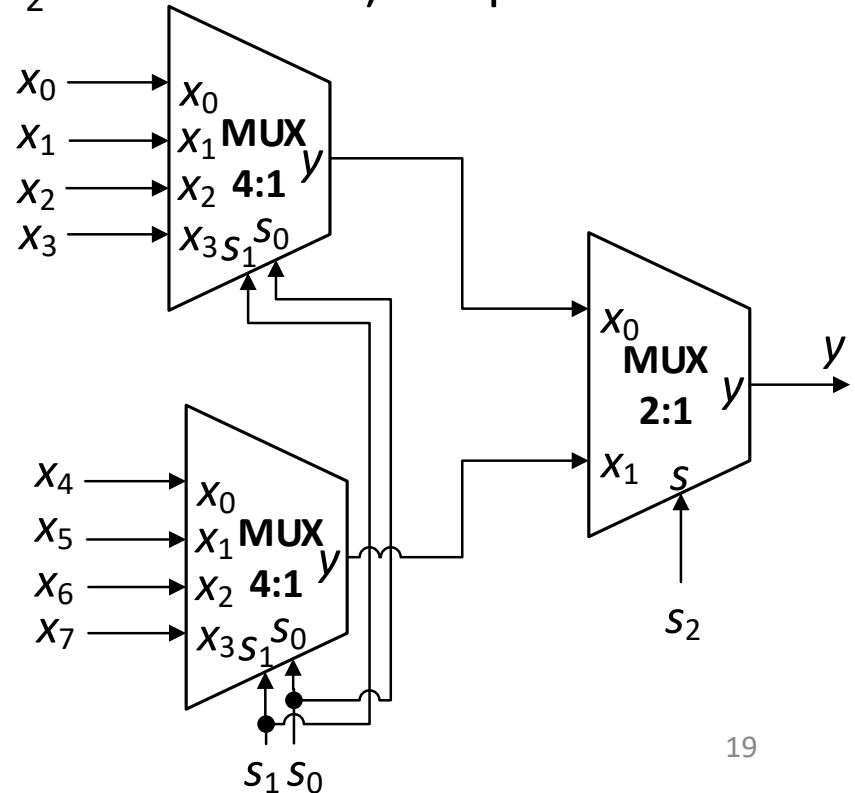 x₀ x₀
x₁ x₁ MUX y
x₂ x₂ 4:1
x₃ x₃ s₁ s₀
x₀
MUX y y
2:1
x₁ s
s₂
x₄ x₀
x₅ x₁ MUX y
x₆ x₂ 4:1
x₇ x₃ s₁ s₀
s₁ s₀
19